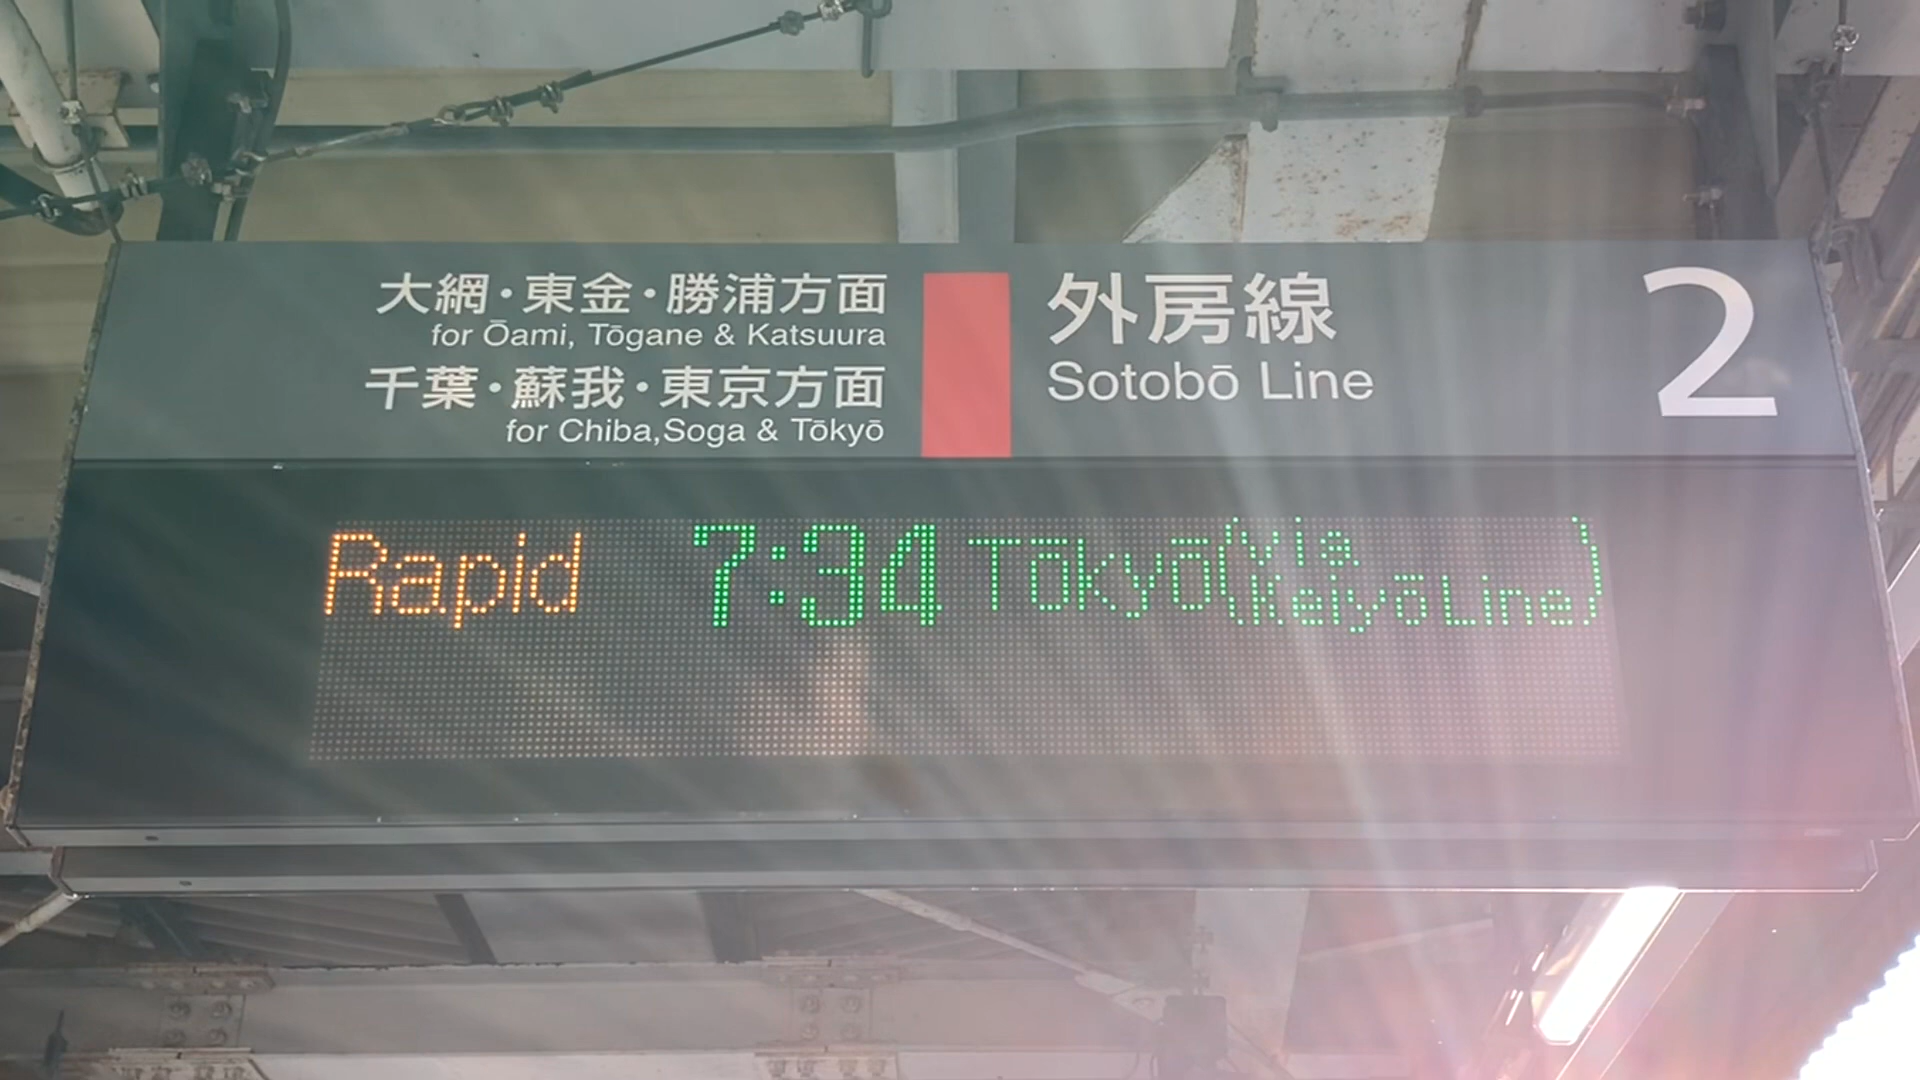 大網・東金・勝浦方面
for Ōami, Tōgane & Katsuura
千葉・蘇我・東京方面
for Chiba,Soga & Tōkyō
外房線
Sotobō Line
2
Rapid 7:34 Tōkyō(via Keiyō Line)